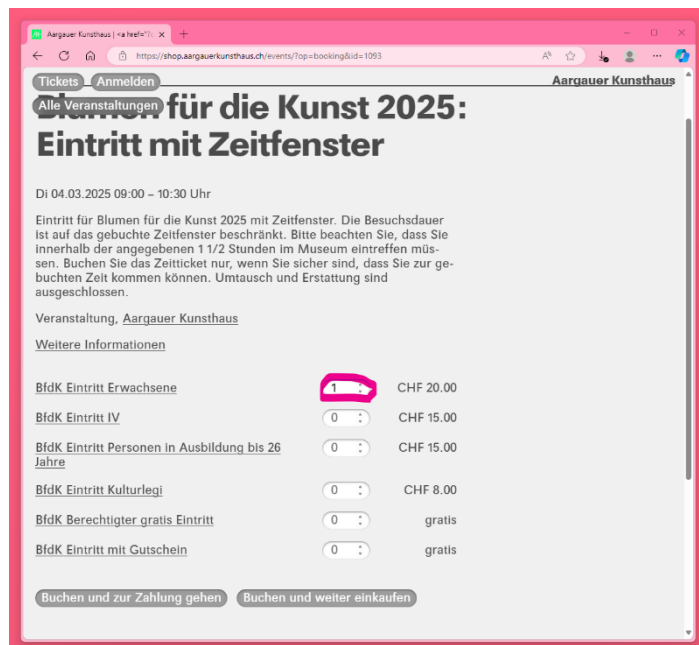 Aargauer Kunsthaus | <a href="/o
https://shop.aargauerkunsthaus.ch/events/?op=booking&id=1093
Tickets Anmelden Aargauer Kunsthaus
Alle Veranstaltungen
Blumen für die Kunst 2025:
Eintritt mit Zeitfenster
Di 04.03.2025 09:00 – 10:30 Uhr
Eintritt für Blumen für die Kunst 2025 mit Zeitfenster. Die Besuchsdauer
ist auf das gebuchte Zeitfenster beschränkt. Bitte beachten Sie, dass Sie
innerhalb der angegebenen 1 1/2 Stunden im Museum eintreffen müs-
sen. Buchen Sie das Zeitticket nur, wenn Sie sicher sind, dass Sie zur ge-
buchten Zeit kommen können. Umtausch und Erstattung sind
ausgeschlossen.
Veranstaltung, Aargauer Kunsthaus
Weitere Informationen
BfdK Eintritt Erwachsene 1 CHF 20.00
BfdK Eintritt IV 0 CHF 15.00
BfdK Eintritt Personen in Ausbildung bis 26 0 CHF 15.00
Jahre
BfdK Eintritt Kulturlegi 0 CHF 8.00
BfdK Berechtigter gratis Eintritt 0 gratis
BfdK Eintritt mit Gutschein 0 gratis
Buchen und zur Zahlung gehen Buchen und weiter einkaufen